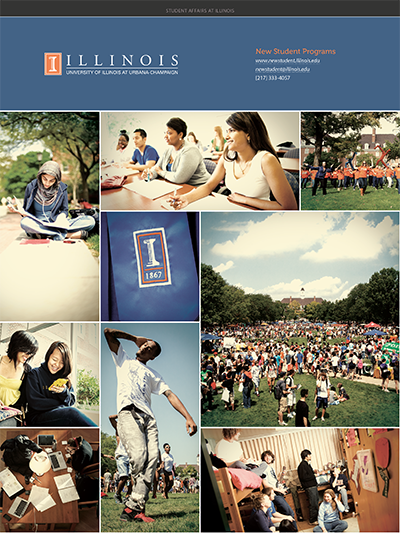 STUDENT AFFAIRS AT ILLINOIS
I ILLINOIS
UNIVERSITY OF ILLINOIS AT URBANA-CHAMPAIGN
New Student Programs
www.newstudent.illinois.edu
newstudent@illinois.edu
(217) 333-4057
I
1867